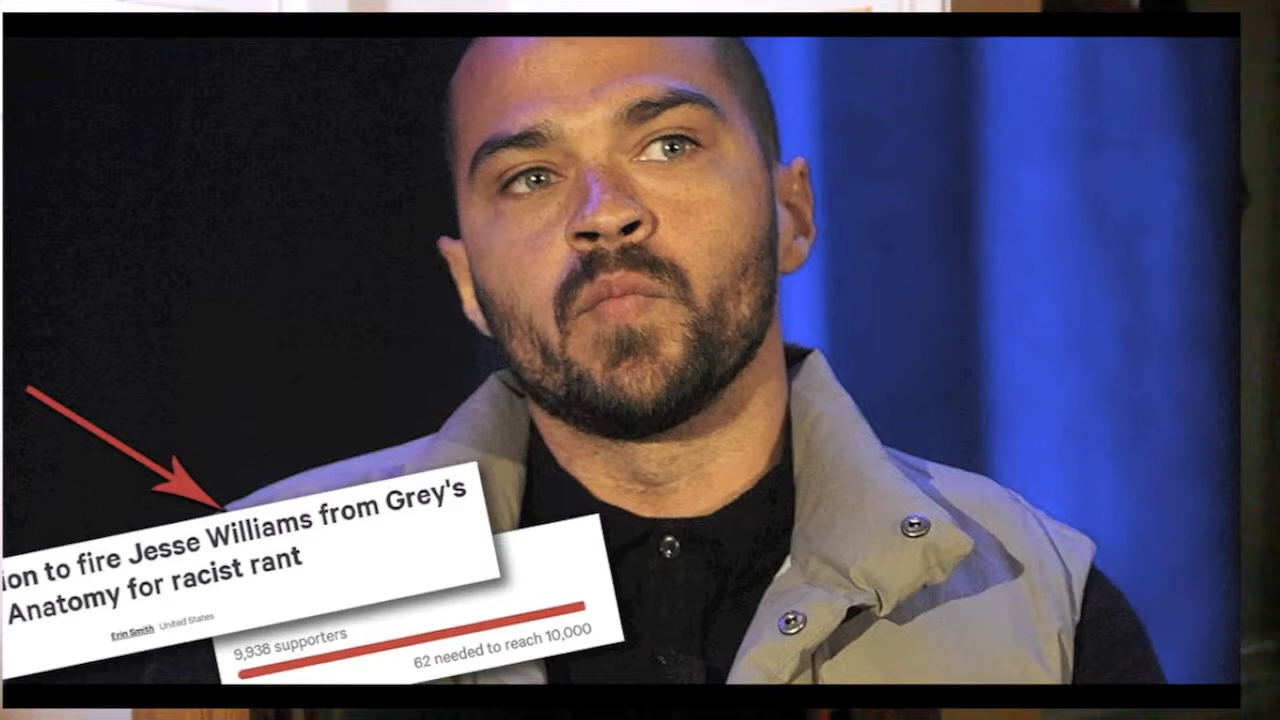 ion to fire Jesse Williams from Grey's
Anatomy for racist rant
Erin Smith United States
9,938 supporters
62 needed to reach 10,000